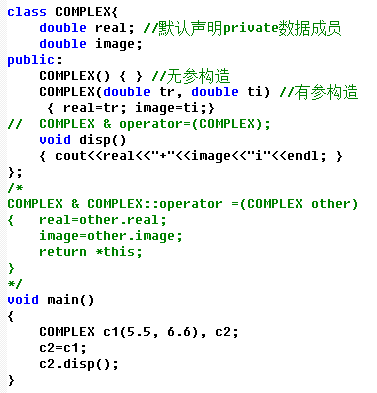 class COMPLEX{
    double real; //默认声明private数据成员
    double image;
public:
    COMPLEX() { } //无参构造
    COMPLEX(double tr, double ti) //有参构造
     { real=tr; image=ti;}
//  COMPLEX & operator=(COMPLEX);
    void disp()
    { cout<<real<<"+"<<image<<"i"<<endl; }
};
/*
COMPLEX & COMPLEX::operator =(COMPLEX other)
{   real=other.real;
    image=other.image;
    return *this;
}
*/
void main()
{
    COMPLEX c1(5.5, 6.6), c2;
    c2=c1;
    c2.disp();
}